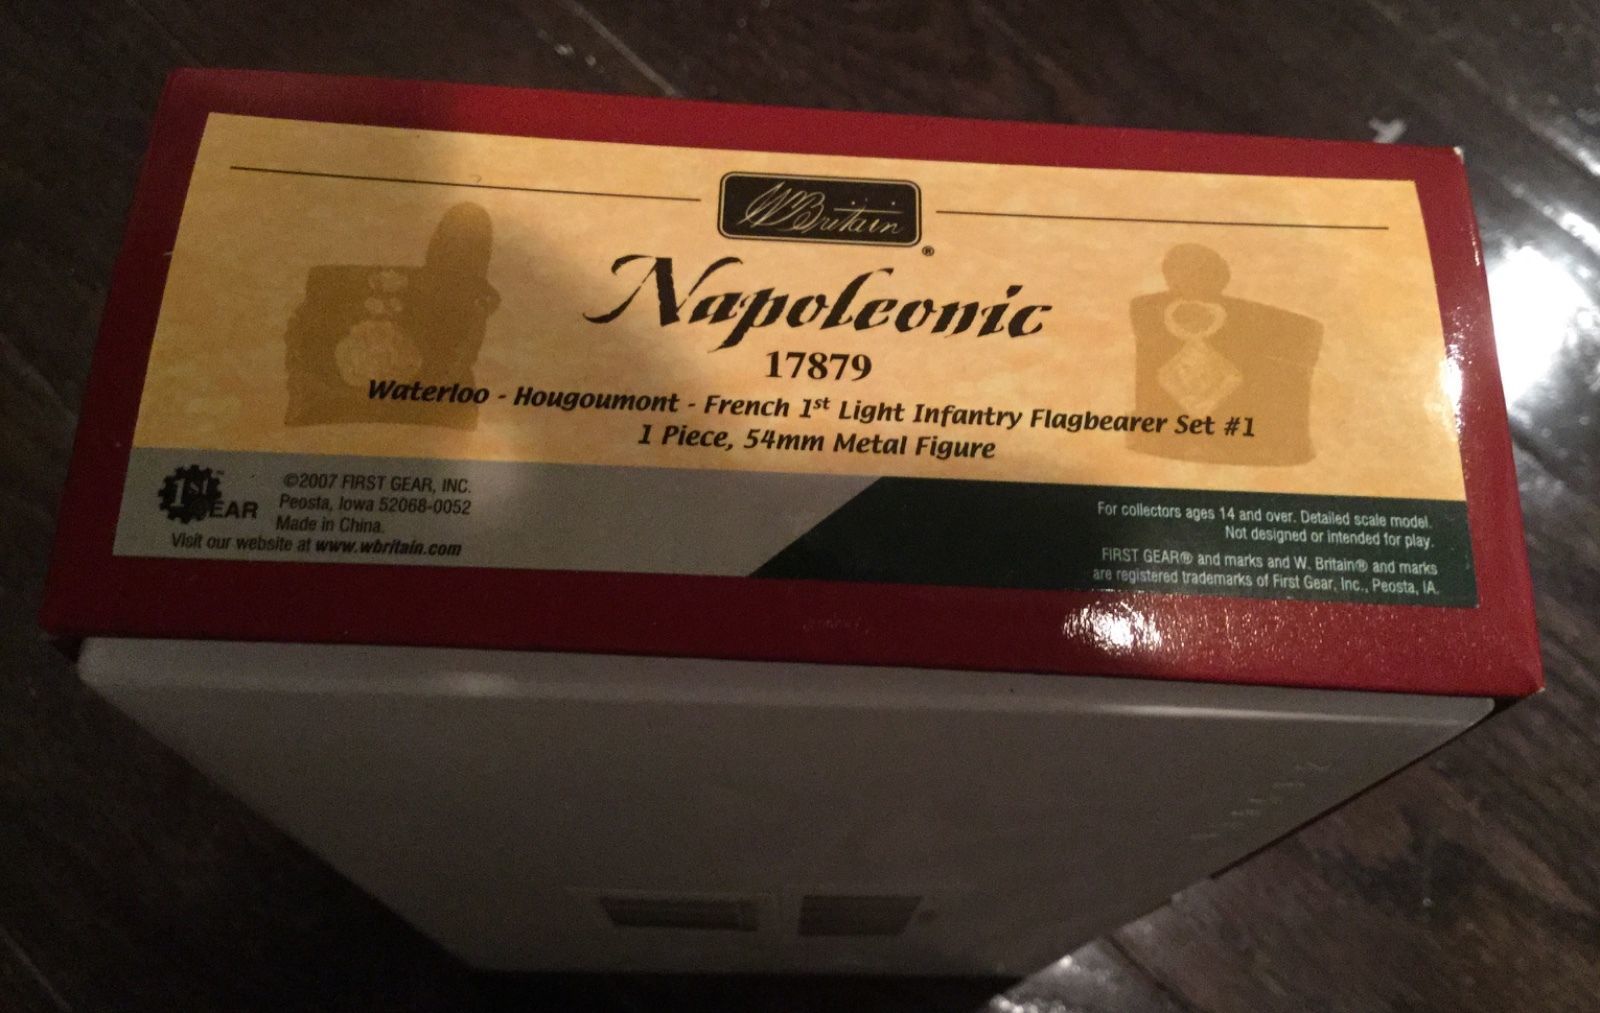 W Britain
®
Napoleonic
17879
Waterloo - Hougoumont - French 1st Light Infantry Flagbearer Set #1
1 Piece, 54mm Metal Figure
1ST GEAR ™
©2007 FIRST GEAR, INC.
Peosta, Iowa 52068-0052
Made in China.
Visit our website at www.wbritain.com
For collectors ages 14 and over. Detailed scale model.
Not designed or intended for play.
FIRST GEAR® and marks and W. Britain® and marks
are registered trademarks of First Gear, Inc., Peosta, IA.